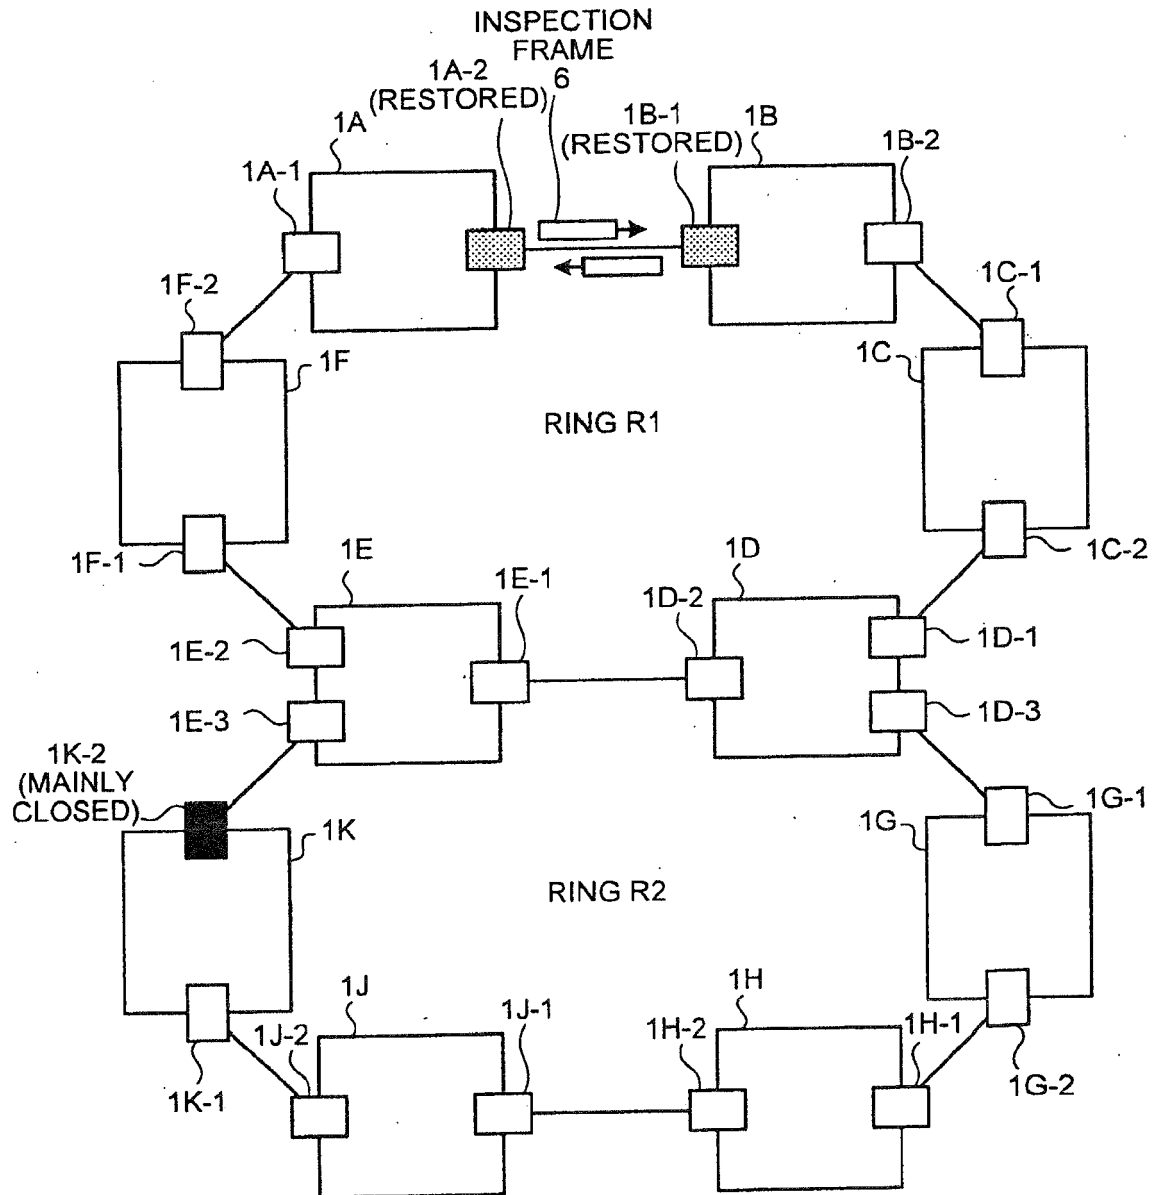 INSPECTION
FRAME
6
1A-2
(RESTORED)
1B-1
(RESTORED)
1A
1B
1A-1
1B-2
1F-2
1C-1
1F
1C
RING R1
1F-1
1C-2
1E
1E-1
1D
1D-2
1E-2
1D-1
1E-3
1D-3
1K-2
(MAINLY
CLOSED)
1G-1
1K
1G
RING R2
1J
1J-1
1H
1J-2
1H-2
1H-1
1K-1
1G-2